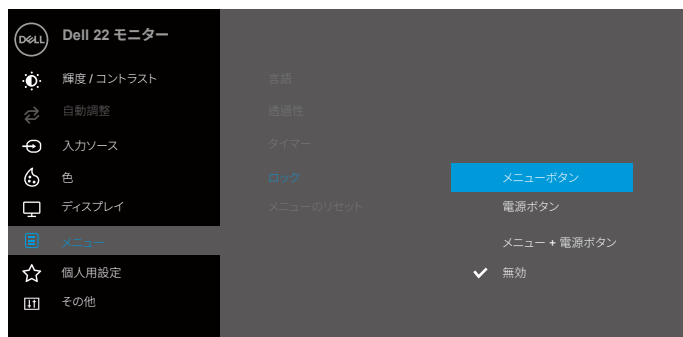 DELL
Dell 22 モニター
輝度 / コントラスト
自動調整
入力ソース
色
ディスプレイ
メニュー
個人用設定
その他
言語
透過性
タイマー
ロック
メニューのリセット
メニューボタン
電源ボタン
メニュー + 電源ボタン
無効